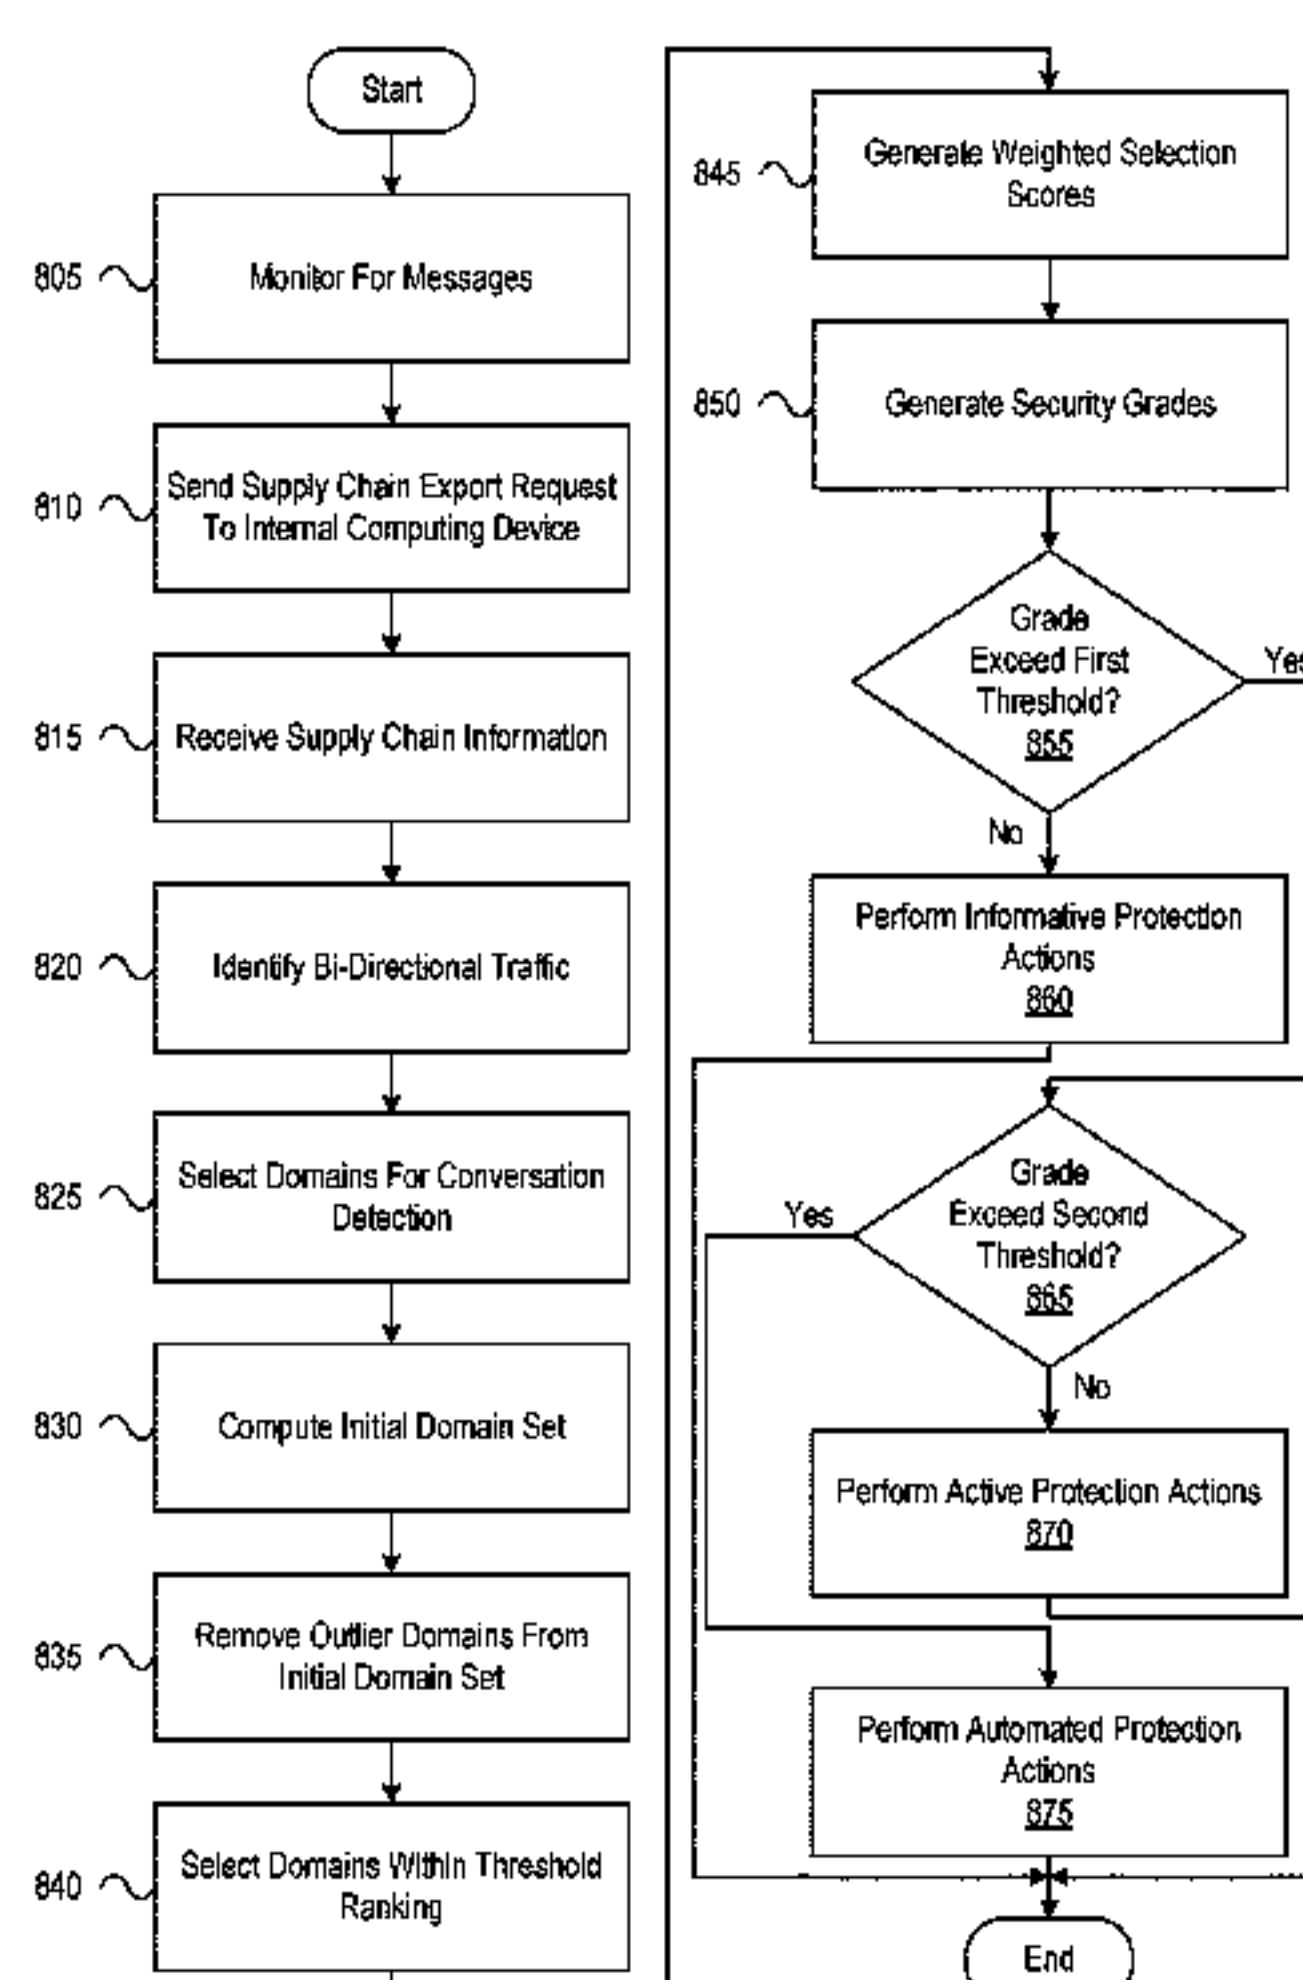 Start
805
Monitor For Messages
810
Send Supply Chain Export Request
To Internal Computing Device
815
Receive Supply Chain Information
820
Identify Bi-Directional Traffic
825
Select Domains For Conversation
Detection
830
Compute Initial Domain Set
835
Remove Outlier Domains From
Initial Domain Set
840
Select Domains Within Threshold
Ranking
845
Generate Weighted Selection
Scores
850
Generate Security Grades
Grade
Exceed First
Threshold?
855
Yes
No
Perform Informative Protection
Actions
860
Grade
Exceed Second
Threshold?
865
Yes
No
Perform Active Protection Actions
870
Perform Automated Protection
Actions
875
End